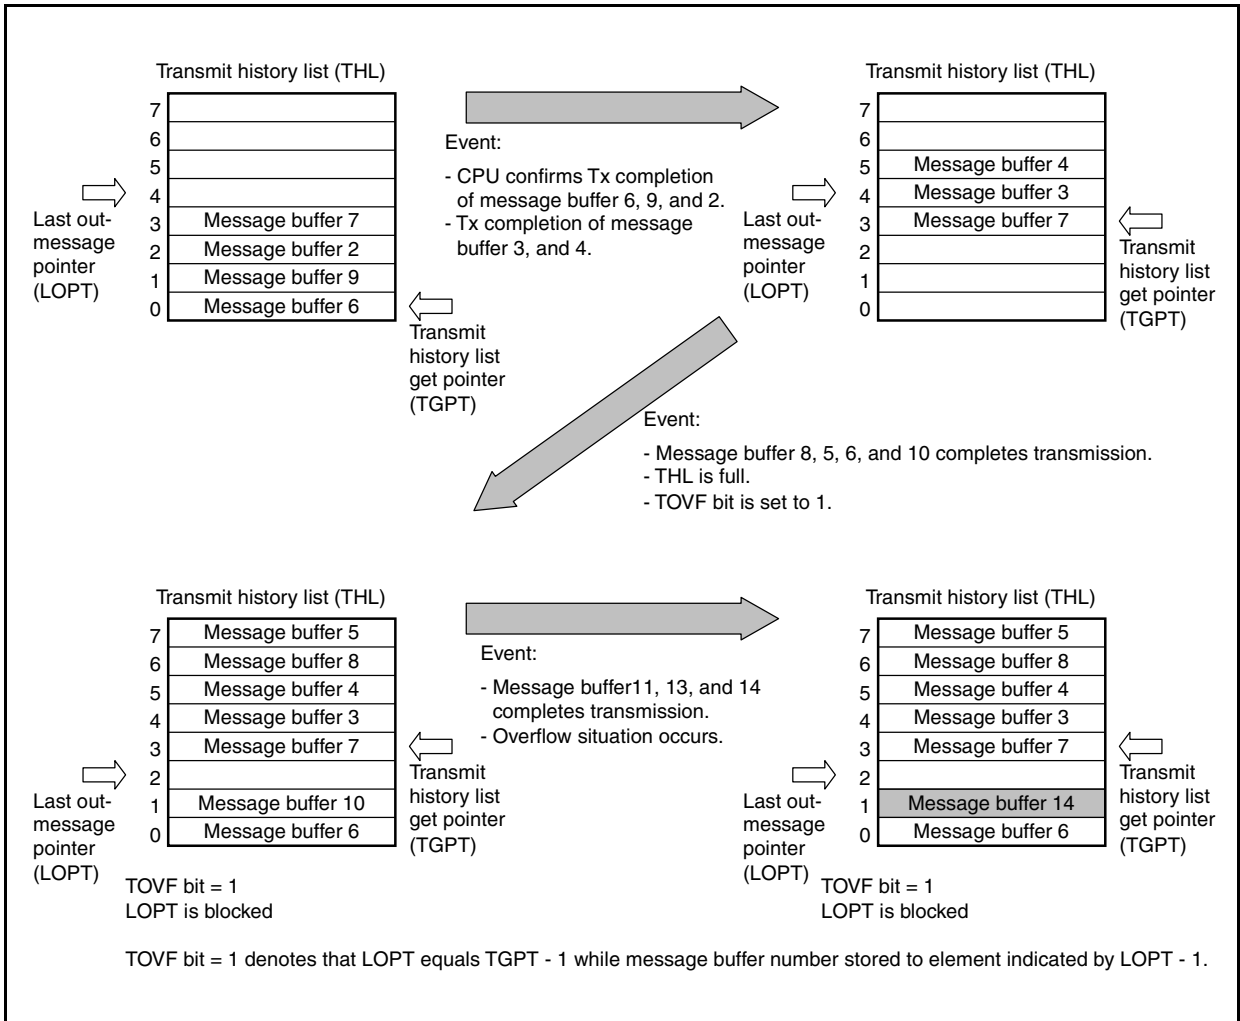 Transmit history list (THL)
7
6
5
4
3 Message buffer 7
2 Message buffer 2
1 Message buffer 9
0 Message buffer 6
Last out-
message
pointer
(LOPT)
Transmit
history list
get pointer
(TGPT)
Event:
- CPU confirms Tx completion
of message buffer 6, 9, and 2.
- Tx completion of message
buffer 3, and 4.
Transmit history list (THL)
7
6
5 Message buffer 4
4 Message buffer 3
3 Message buffer 7
2
1
0
Last out-
message
pointer
(LOPT)
Transmit
history list
get pointer
(TGPT)
Event:
- Message buffer 8, 5, 6, and 10 completes transmission.
- THL is full.
- TOVF bit is set to 1.
Transmit history list (THL)
7 Message buffer 5
6 Message buffer 8
5 Message buffer 4
4 Message buffer 3
3 Message buffer 7
2
1 Message buffer 10
0 Message buffer 6
Last out-
message
pointer
(LOPT)
Transmit
history list
get pointer
(TGPT)
TOVF bit = 1
LOPT is blocked
Event:
- Message buffer11, 13, and 14
completes transmission.
- Overflow situation occurs.
Transmit history list (THL)
7 Message buffer 5
6 Message buffer 8
5 Message buffer 4
4 Message buffer 3
3 Message buffer 7
2
1 Message buffer 14
0 Message buffer 6
Last out-
message
pointer
(LOPT)
Transmit
history list
get pointer
(TGPT)
TOVF bit = 1
LOPT is blocked
TOVF bit = 1 denotes that LOPT equals TGPT - 1 while message buffer number stored to element indicated by LOPT - 1.